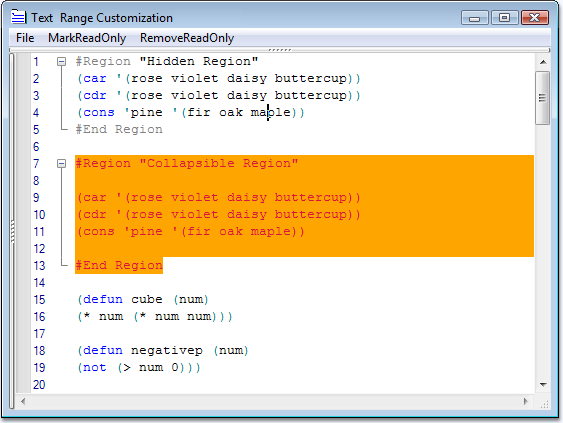 Text  Range Customization
File MarkReadOnly RemoveReadOnly
1 #Region "Hidden Region"
2 (car '(rose violet daisy buttercup))
3 (cdr '(rose violet daisy buttercup))
4 (cons 'pine '(fir oak maple))
5 #End Region
6
7 #Region "Collapsible Region"
8
9 (car '(rose violet daisy buttercup))
10 (cdr '(rose violet daisy buttercup))
11 (cons 'pine '(fir oak maple))
12
13 #End Region
14
15 (defun cube (num)
16 (* num (* num num)))
17
18 (defun negativep (num)
19 (not (> num 0)))
20